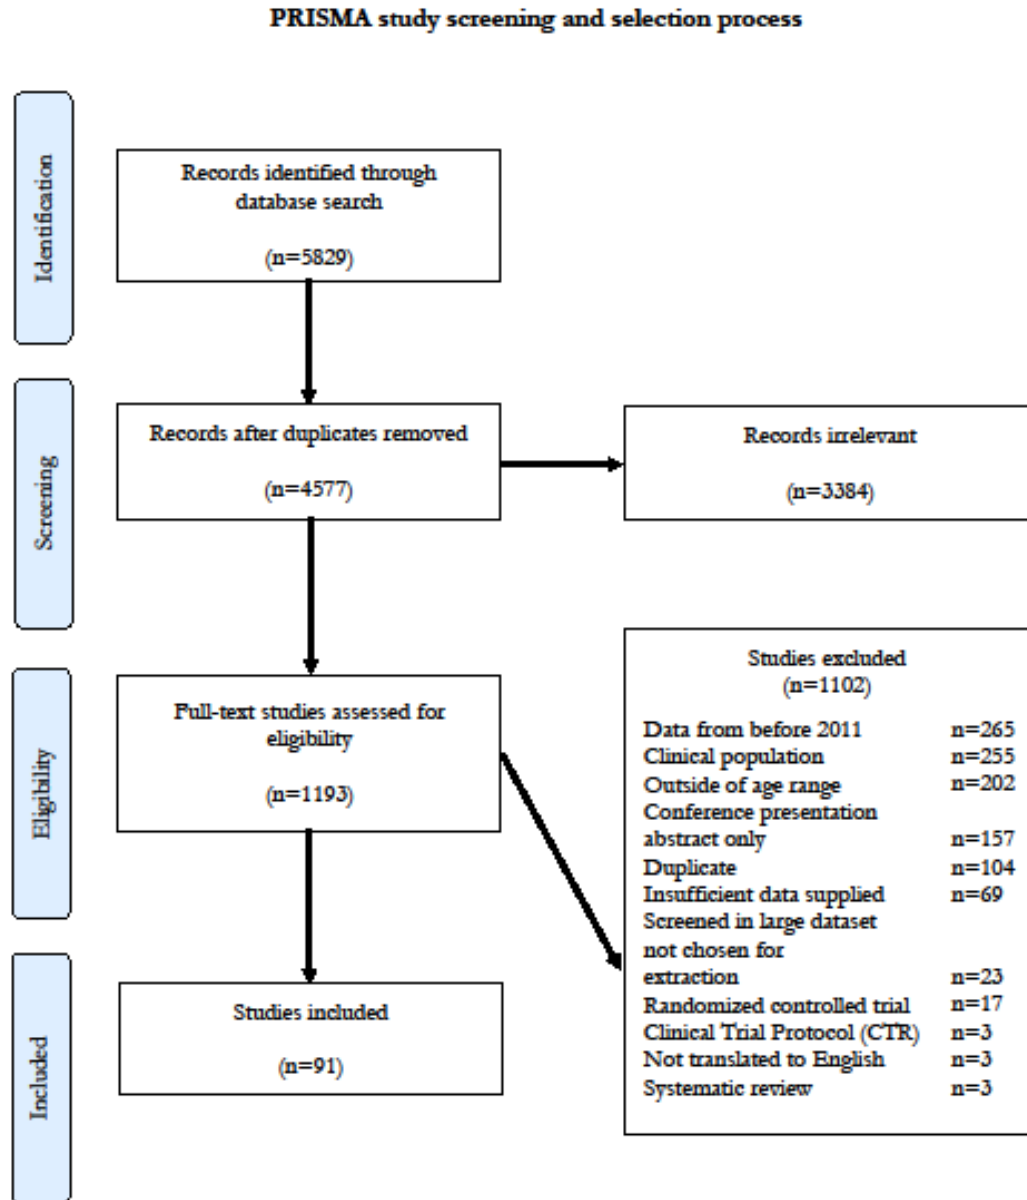 PRISMA study screening and selection process
Identification
Records identified through
database search
(n=5829)
Screening
Records after duplicates removed
(n=4577)
Records irrelevant
(n=3384)
Eligibility
Full-text studies assessed for
eligibility
(n=1193)
Studies excluded
(n=1102)
Data from before 2011 n=265
Clinical population n=255
Outside of age range n=202
Conference presentation
abstract only n=157
Duplicate n=104
Insufficient data supplied n=69
Screened in large dataset
not chosen for
extraction n=23
Randomized controlled trial n=17
Clinical Trial Protocol (CTR) n=3
Not translated to English n=3
Systematic review n=3
Included
Studies included
(n=91)